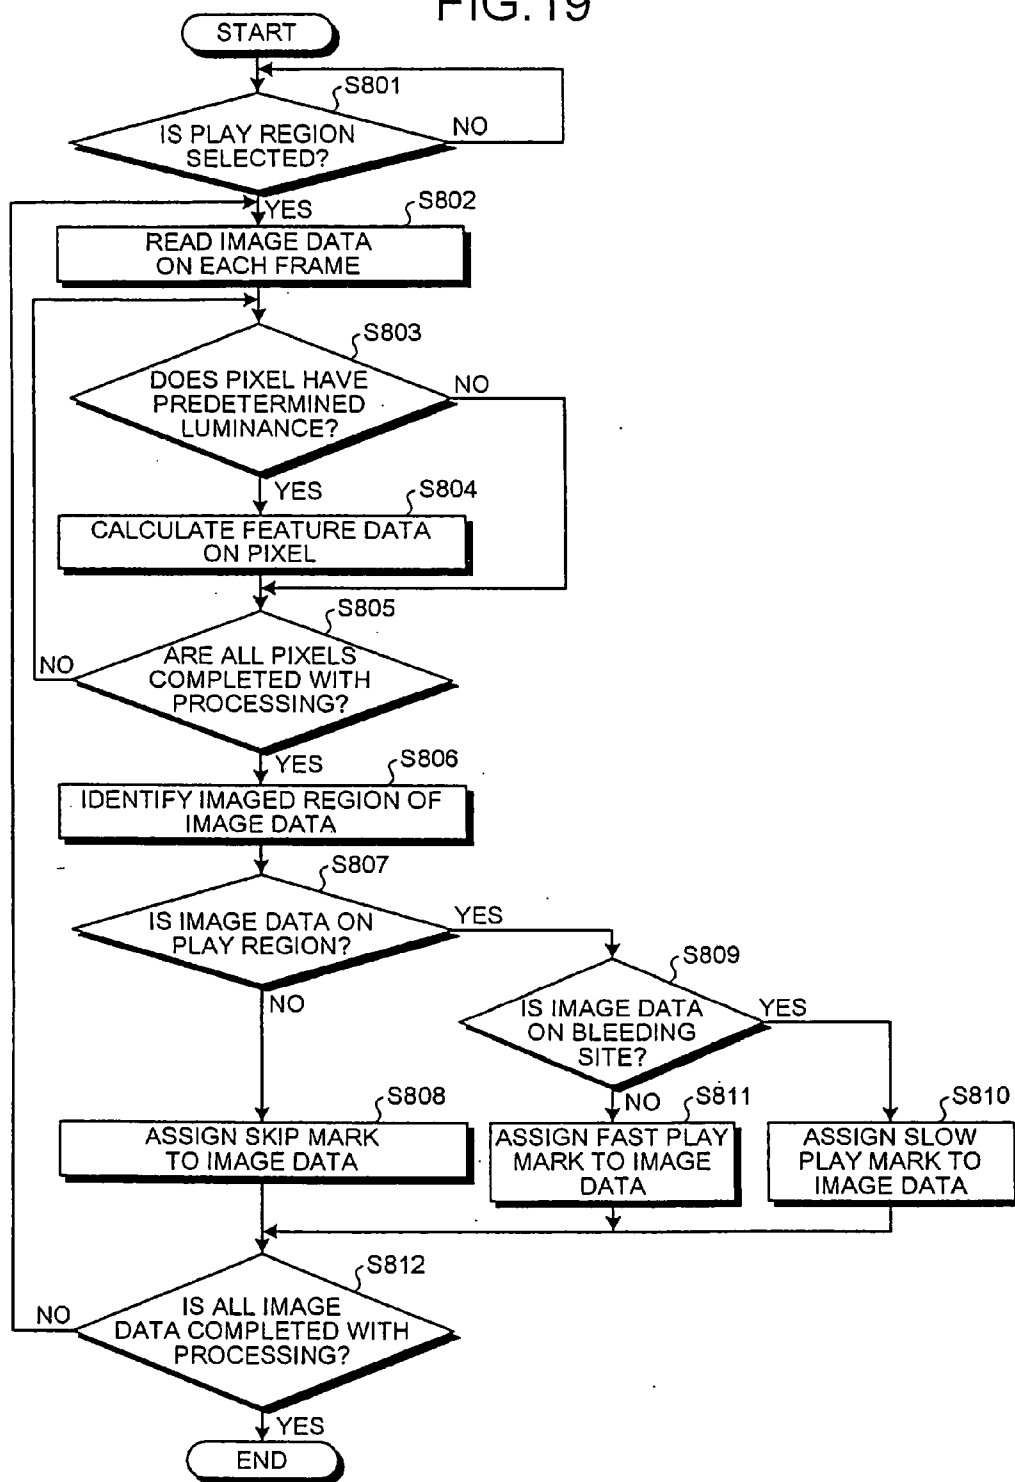 FIG.19
START
S801
IS PLAY REGION
SELECTED?
NO
YES
S802
READ IMAGE DATA
ON EACH FRAME
S803
DOES PIXEL HAVE
PREDETERMINED
LUMINANCE?
NO
YES
S804
CALCULATE FEATURE DATA
ON PIXEL
S805
ARE ALL PIXELS
COMPLETED WITH
PROCESSING?
NO
YES
S806
IDENTIFY IMAGED REGION OF
IMAGE DATA
S807
IS IMAGE DATA ON
PLAY REGION?
YES
NO
S809
IS IMAGE DATA
ON BLEEDING
SITE?
YES
NO
S808
ASSIGN SKIP MARK
TO IMAGE DATA
S811
ASSIGN FAST PLAY
MARK TO IMAGE
DATA
S810
ASSIGN SLOW
PLAY MARK TO
IMAGE DATA
S812
IS ALL IMAGE
DATA COMPLETED WITH
PROCESSING?
NO
YES
END